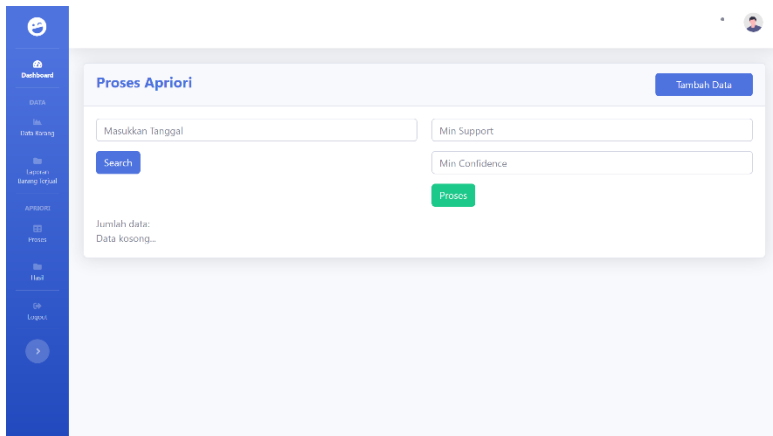 Dashboard
DATA
Data Barang
Laporan
Barang Terjual
APRIORI
Proses
Hasil
Logout
Proses Apriori
Tambah Data
Masukkan Tanggal
Min Support
Search
Min Confidence
Proses
Jumlah data:
Data kosong...